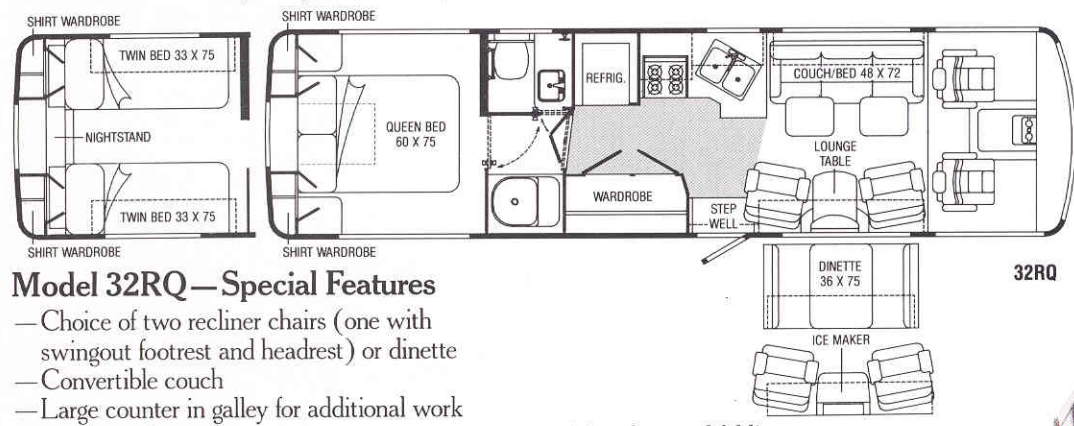 SHIRT WARDROBE
TWIN BED 33 X 75
NIGHTSTAND
TWIN BED 33 X 75
SHIRT WARDROBE
SHIRT WARDROBE
QUEEN BED
60 X 75
SHIRT WARDROBE
REFRIG.
WARDROBE
COUCH/BED 48 X 72
LOUNGE
TABLE
STEP
WELL
DINETTE
36 X 75
ICE MAKER
32RQ
Model 32RQ—Special Features
—Choice of two recliner chairs (one with
swingout footrest and headrest) or dinette
—Convertible couch
—Large counter in galley for additional work